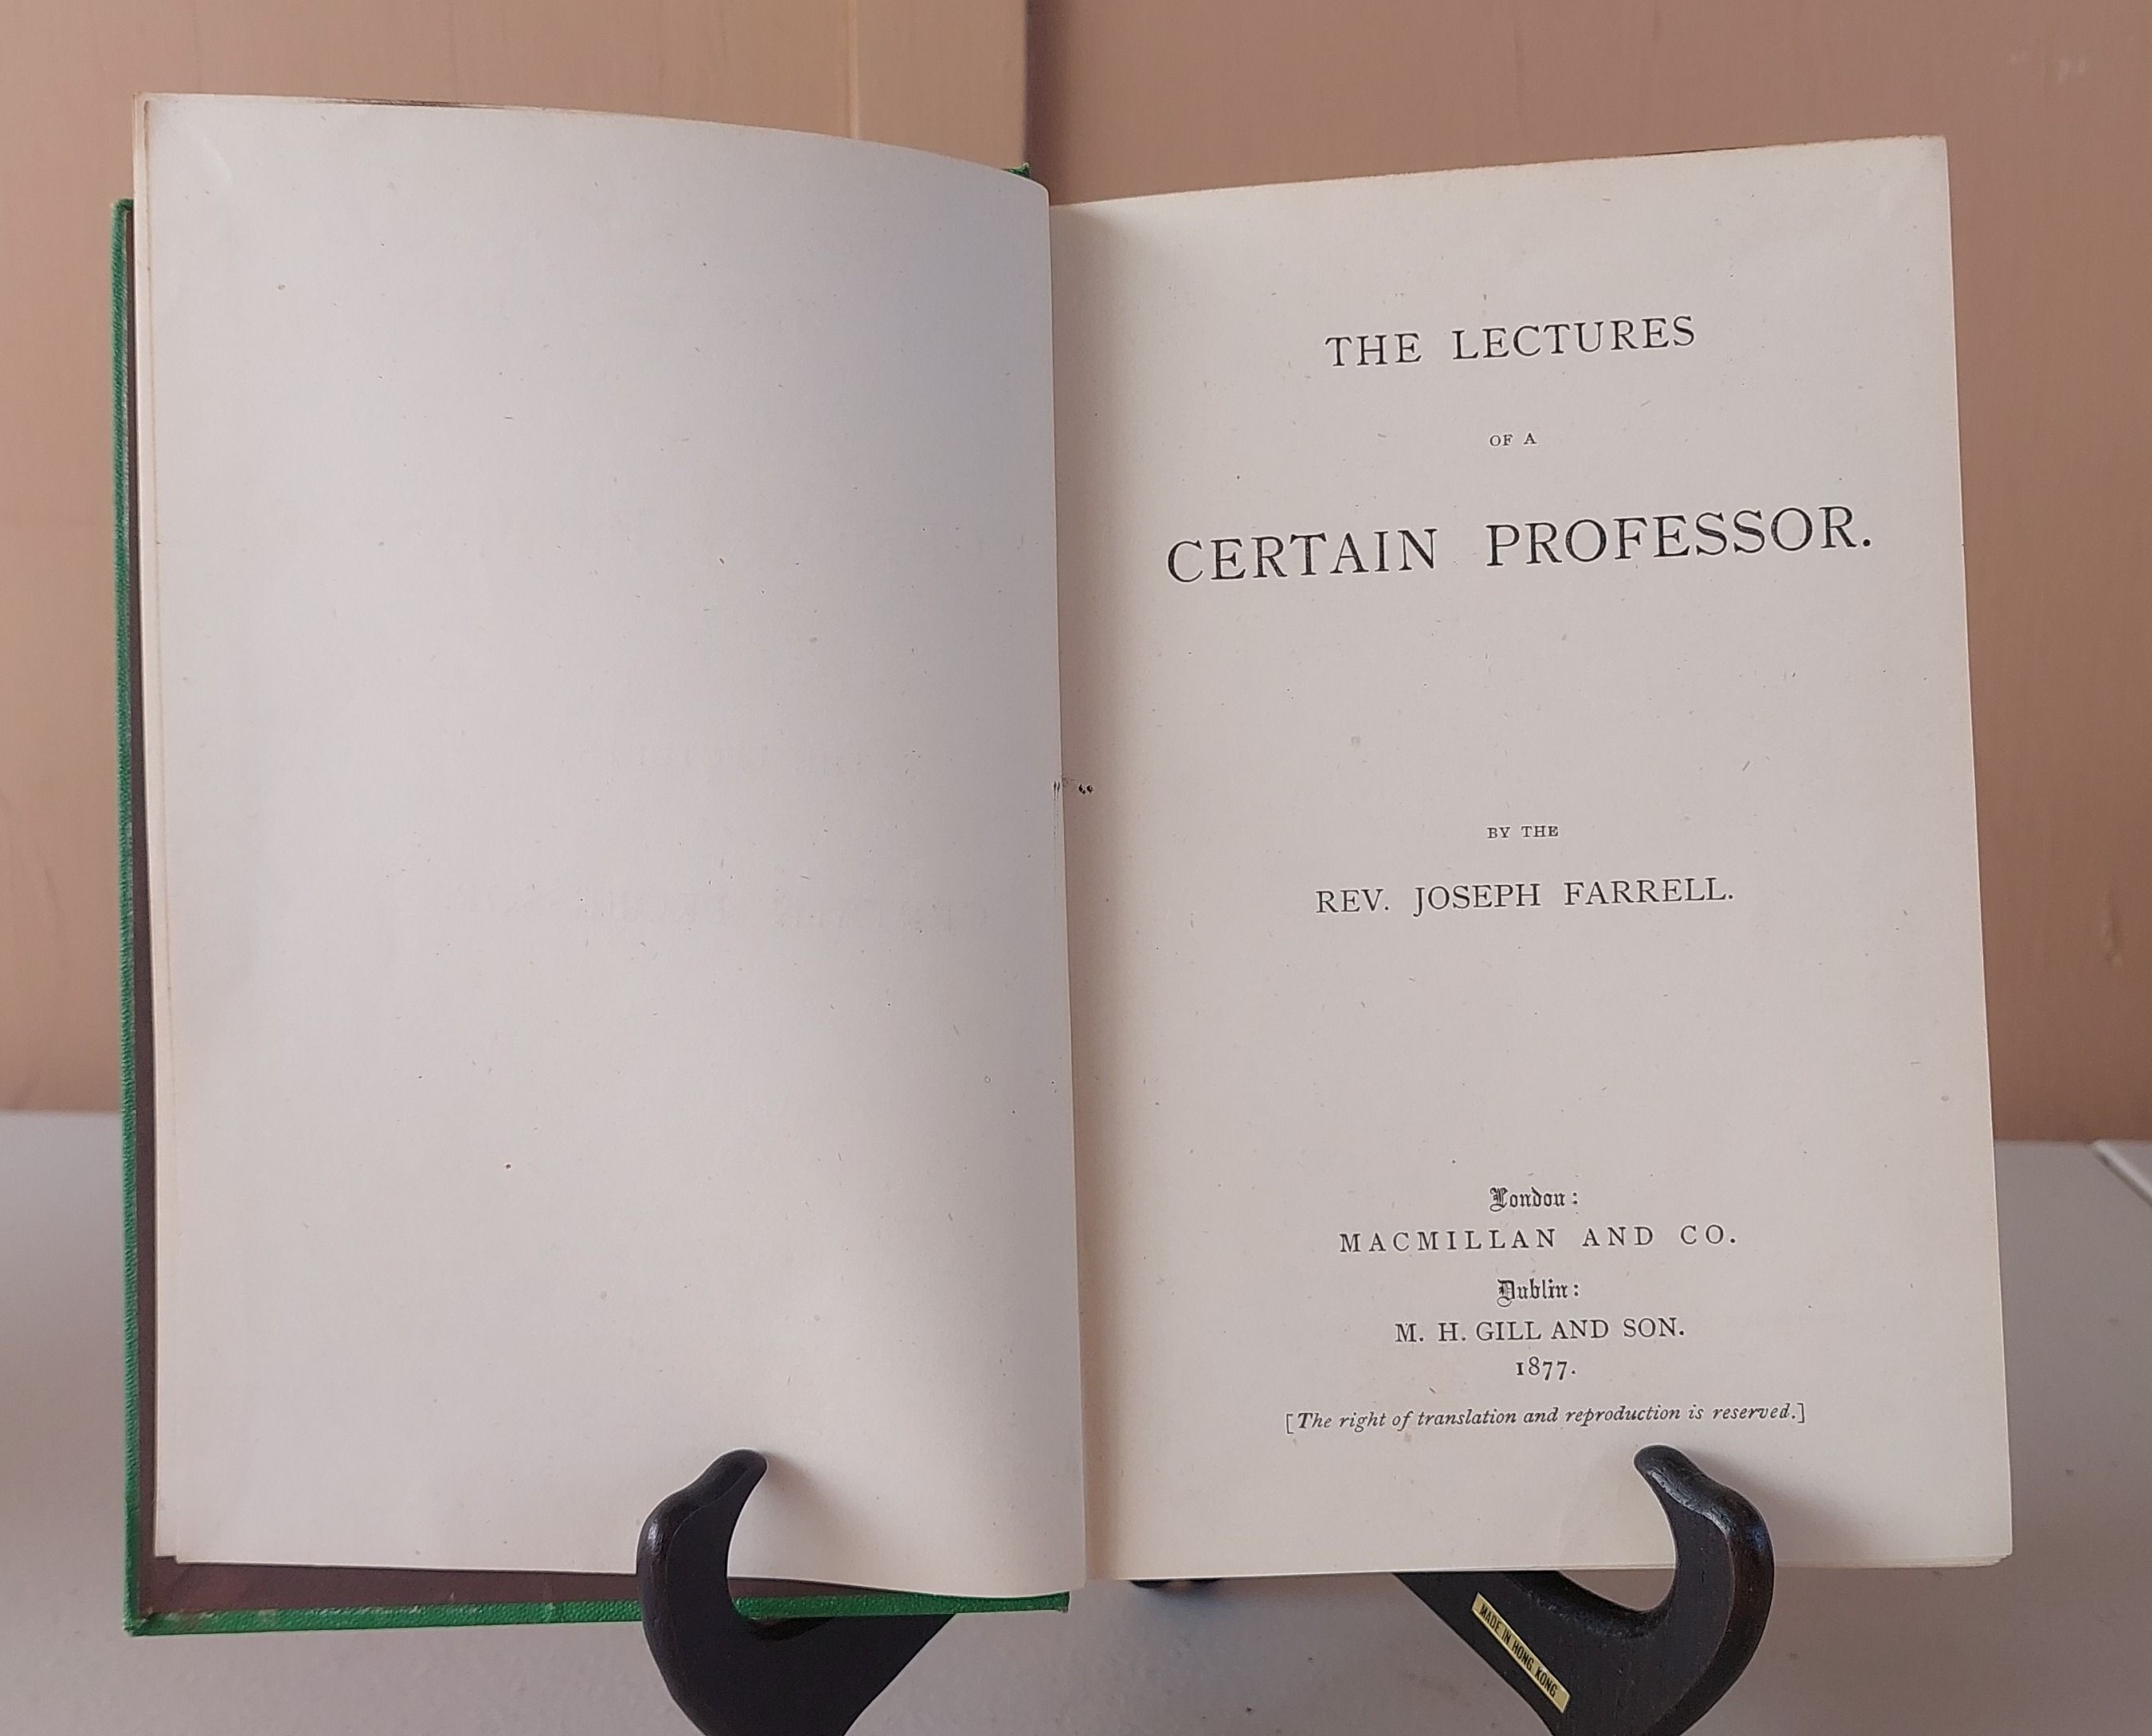 THE LECTURES
OF A
CERTAIN PROFESSOR.
BY THE
REV. JOSEPH FARRELL.
London:
MACMILLAN AND CO.
Dublin:
M. H. GILL AND SON.
1877.
[The right of translation and reproduction is reserved.]
MADE IN HONG KONG